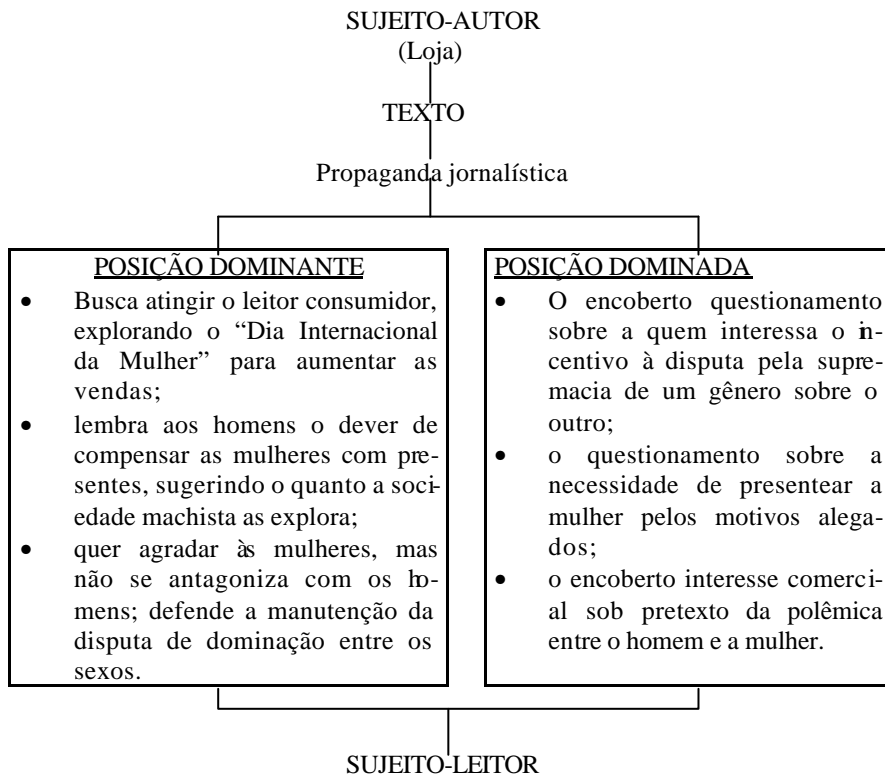 SUJEITO-AUTOR
(Loja)
TEXTO
Propaganda jornalística
POSIÇÃO DOMINANTE
• Busca atingir o leitor consumidor,
explorando o “Dia Internacional
da Mulher” para aumentar as
vendas;
• lembra aos homens o dever de
compensar as mulheres com pre-
sentes, sugerindo o quanto a soci-
edade machista as explora;
• quer agradar às mulheres, mas
não se antagoniza com os ho-
mens; defende a manutenção da
disputa de dominação entre os
sexos.
POSIÇÃO DOMINADA
• O encoberto questionamento
sobre a quem interessa o in-
centivo à disputa pela supre-
macia de um gênero sobre o
outro;
• o questionamento sobre a
necessidade de presentear a
mulher pelos motivos alega-
dos;
• o encoberto interesse comerci-
al sob pretexto da polêmica
entre o homem e a mulher.
SUJEITO-LEITOR